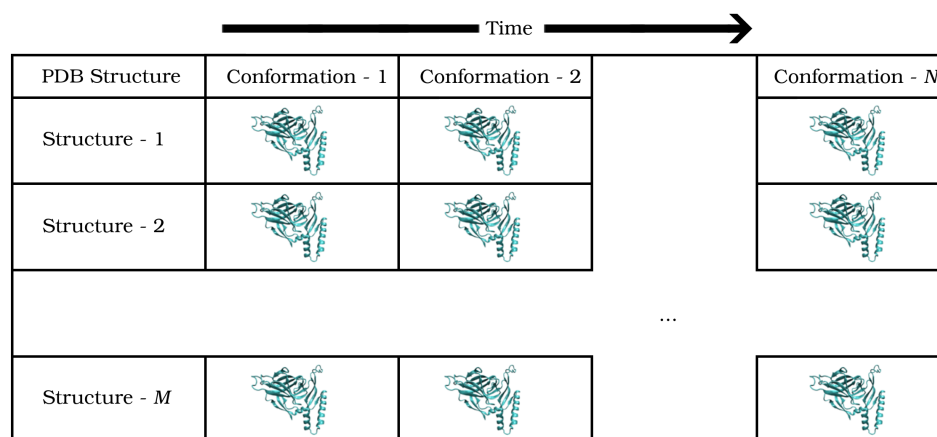 Time
PDB Structure Conformation - 1 Conformation - 2 Conformation - N
Structure - 1
Structure - 2
...
Structure - M